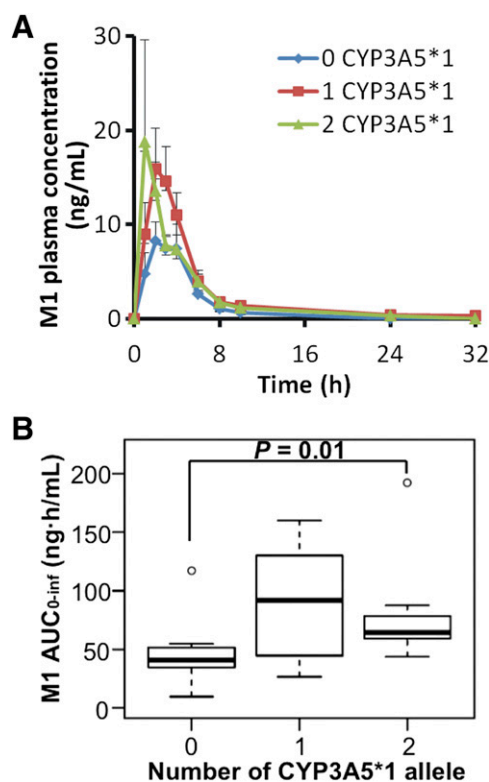 A
M1 plasma concentration
(ng/mL)
30
20
10
0
0 CYP3A5*1
1 CYP3A5*1
2 CYP3A5*1
0 8 16 24 32
Time (h)
B
M1 AUC0-inf (ng·h/mL)
200
150
100
50
0
P = 0.01
0 1 2
Number of CYP3A5*1 allele